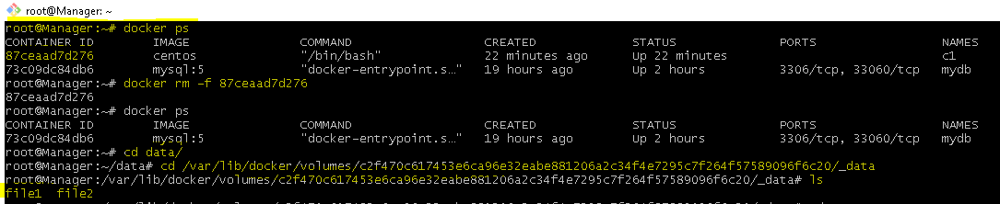 root@Manager: ~
root@Manager:~# docker ps
CONTAINER ID IMAGE COMMAND CREATED STATUS PORTS NAMES
87ceaad7d276 centos "/bin/bash" 22 minutes ago Up 22 minutes c1
73c09dc84db6 mysql:5 "docker-entrypoint.s…" 19 hours ago Up 2 hours 3306/tcp, 33060/tcp mydb
root@Manager:~# docker rm -f 87ceaad7d276
87ceaad7d276
root@Manager:~# docker ps
CONTAINER ID IMAGE COMMAND CREATED STATUS PORTS NAMES
73c09dc84db6 mysql:5 "docker-entrypoint.s…" 19 hours ago Up 2 hours 3306/tcp, 33060/tcp mydb
root@Manager:~# cd data/
root@Manager:~/data# cd /var/lib/docker/volumes/c2f470c617453e6ca96e32eabe881206a2c34f4e7295c7f264f57589096f6c20/_data
root@Manager:/var/lib/docker/volumes/c2f470c617453e6ca96e32eabe881206a2c34f4e7295c7f264f57589096f6c20/_data# ls
file1 file2